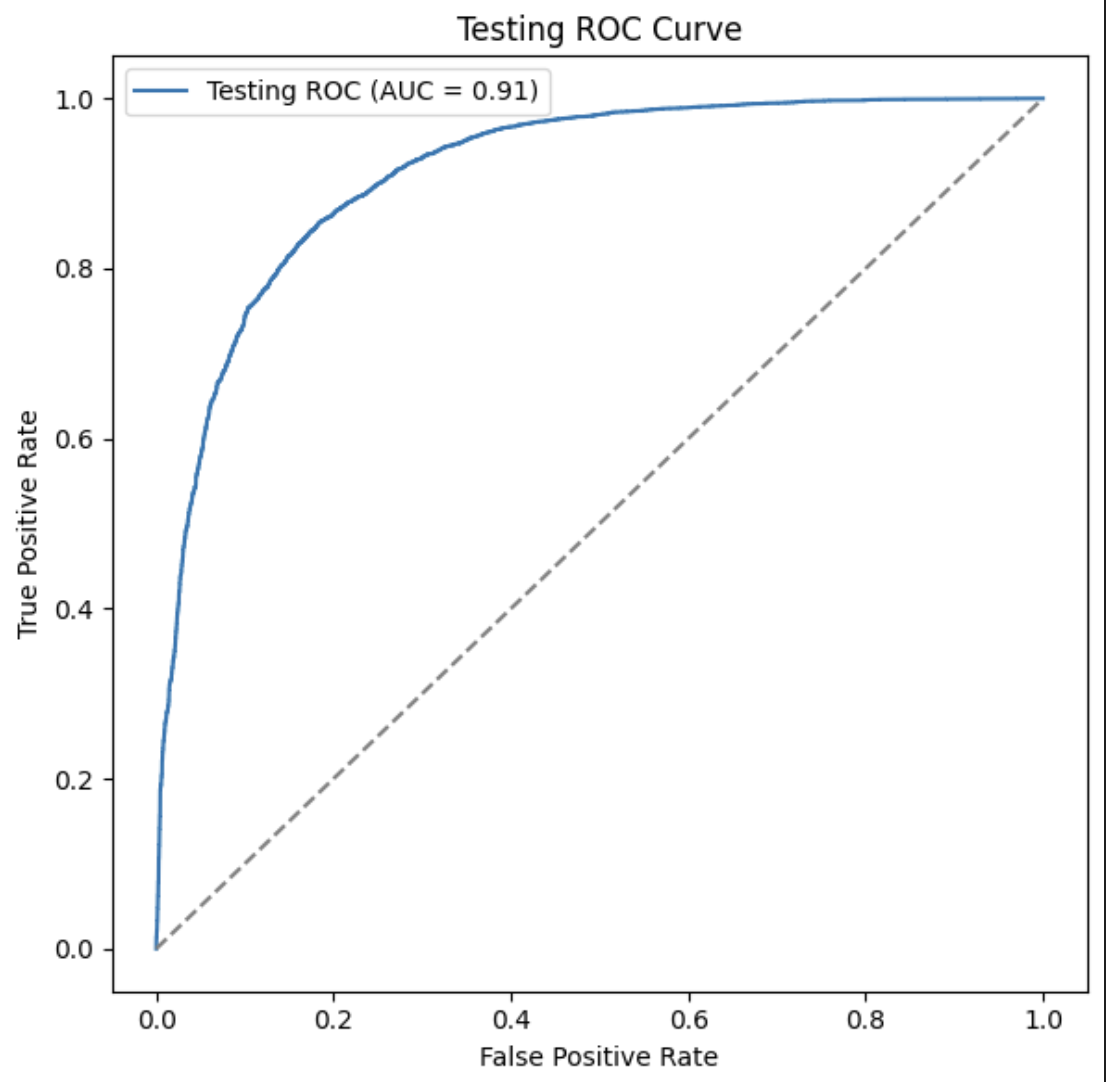 Testing ROC Curve
Testing ROC (AUC = 0.91)
1.0
0.8
0.6
0.4
0.2
0.0
True Positive Rate
0.0 0.2 0.4 0.6 0.8 1.0
False Positive Rate